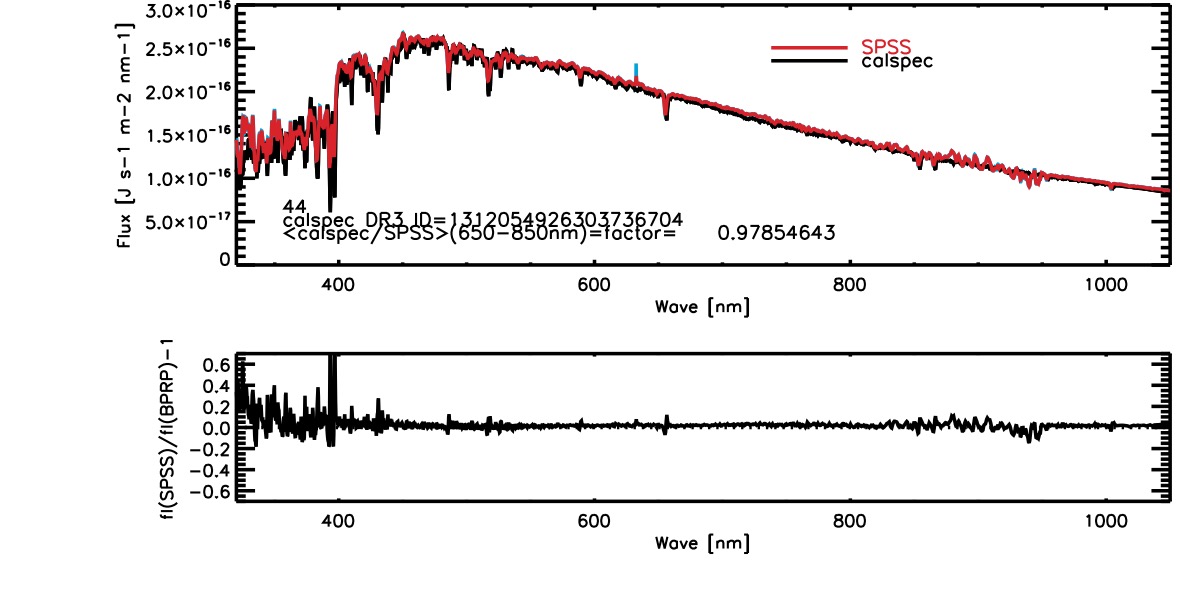 3.0×10−16
2.5×10−16
2.0×10−16
1.5×10−16
1.0×10−16
5.0×10−17
0
Flux [J s−1 m−2 nm−1]
SPSS
calspec
44
calspec DR3 ID=1312054926303736704
<calspec/SPSS>(650−850nm)=factor= 0.97854643
400 600 800 1000
Wave [nm]
0.6
0.4
0.2
0.0
−0.2
−0.4
−0.6
fl(SPSS)/fl(BPRP)−1
400 600 800 1000
Wave [nm]